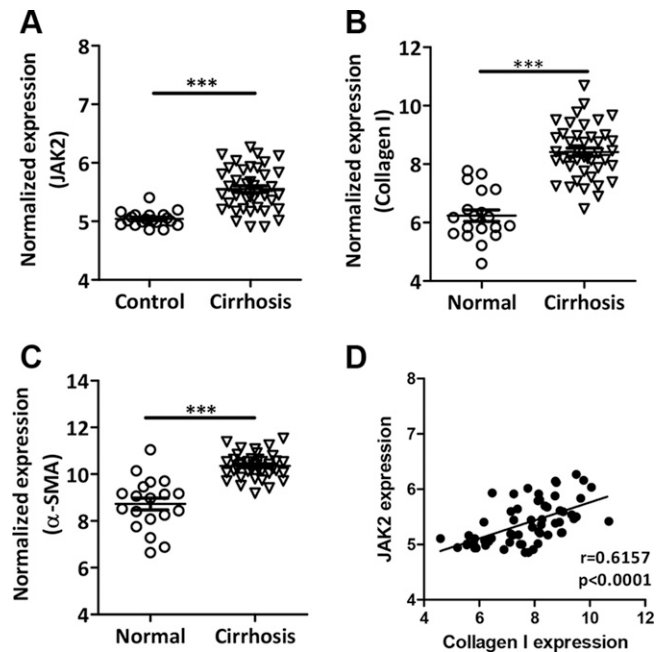 A
Normalized expression
(JAK2)
8
7
6
5
4
***
Control
Cirrhosis
B
Normalized expression
(Collagen I)
12
10
8
6
4
***
Normal
Cirrhosis
C
Normalized expression
(α-SMA)
14
12
10
8
6
4
***
Normal
Cirrhosis
D
JAK2 expression
8
7
6
5
4
r=0.6157
p<0.0001
4
6
8
10
12
Collagen I expression